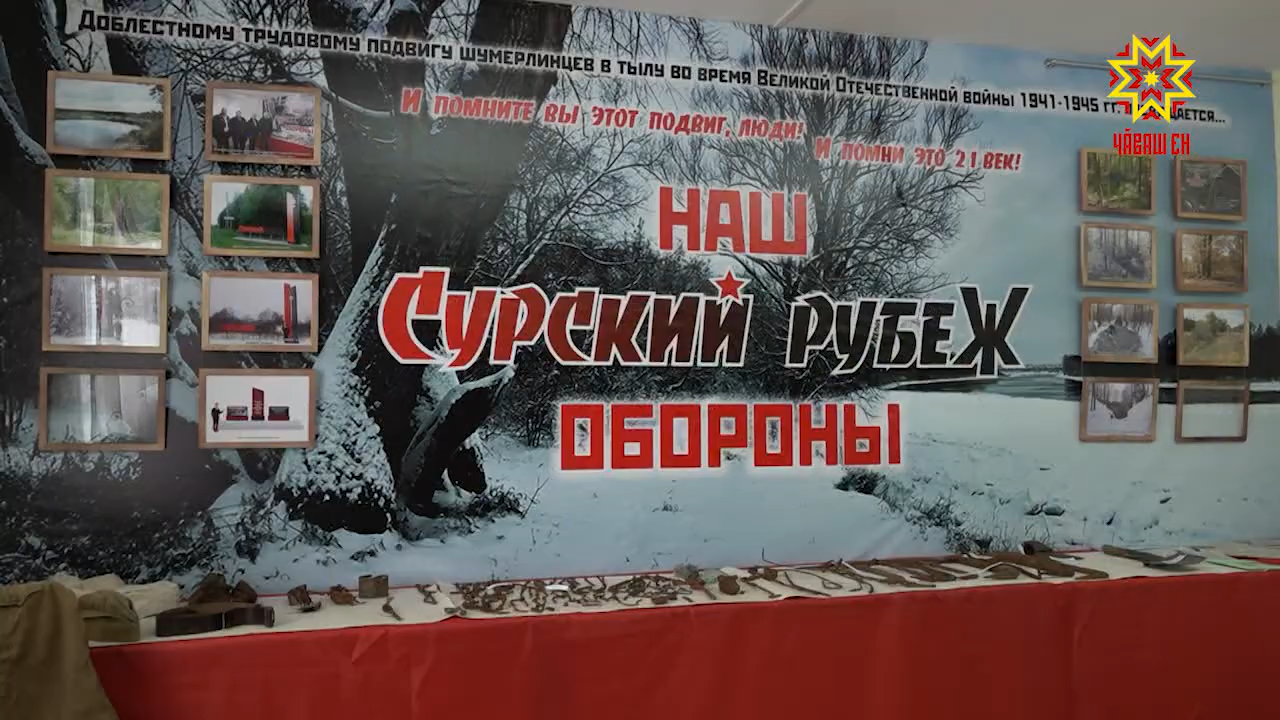 Доблестному трудовому подвигу шумерлинцев в тылу во время Великой Отечественной войны 1941-1945 гг.
И помните вы этот подвиг, люди!
И помни это 21 век!
НАШ
СУРСКИЙ РУБЕЖ
ОБОРОНЫ
ЧӐВАШ ЕН